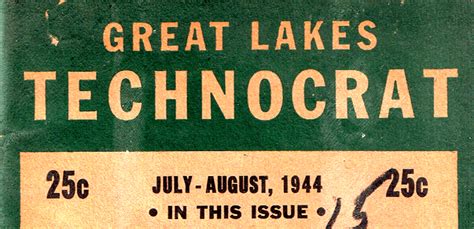 GREAT LAKES
TECHNOCRAT
25c JULY - AUGUST, 1944 25c
• IN THIS ISSUE •
15